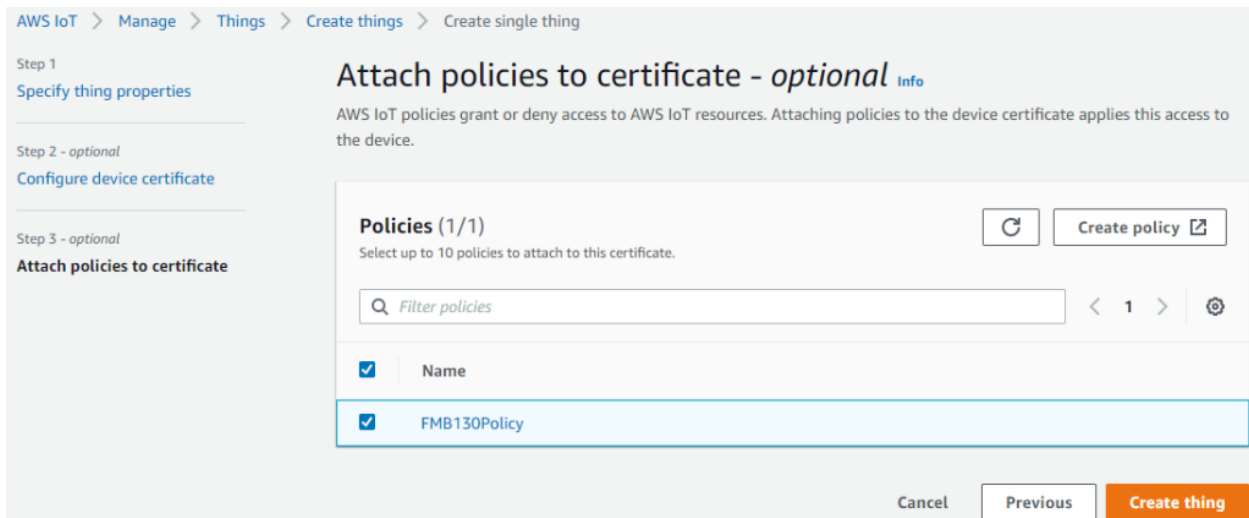 AWS IoT > Manage > Things > Create things > Create single thing
Step 1
Specify thing properties
Step 2 - optional
Configure device certificate
Step 3 - optional
Attach policies to certificate
Attach policies to certificate - optional Info
AWS IoT policies grant or deny access to AWS IoT resources. Attaching policies to the device certificate applies this access to
the device.
Policies (1/1)
Select up to 10 policies to attach to this certificate.
Create policy
Filter policies
1
Name
FMB130Policy
Cancel Previous Create thing